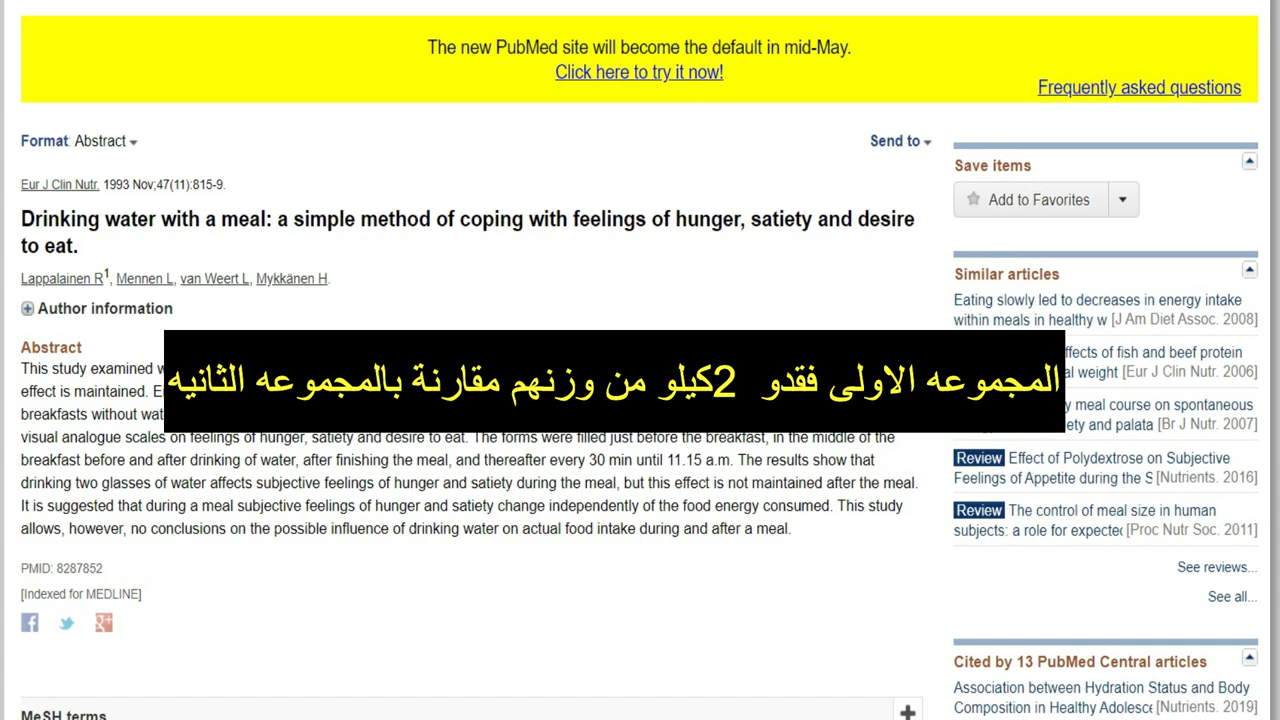 The new PubMed site will become the default in mid-May.
Click here to try it now!
Frequently asked questions
Format: Abstract
Send to
Eur J Clin Nutr. 1993 Nov;47(11):815-9.
Drinking water with a meal: a simple method of coping with feelings of hunger, satiety and desire
to eat.
Lappalainen R1, Mennen L, van Weert L, Mykkänen H.
Author information
Abstract
This study examined
effect is maintained.
breakfasts without
المجموعه الاولى فقدو 2كيلو من وزنهم مقارنة بالمجموعه الثانيه
visual analogue scales on feelings of hunger, satiety and desire to eat. The forms were filled just before the breakfast, in the middle of the
breakfast before and after drinking of water, after finishing the meal, and thereafter every 30 min until 11.15 a.m. The results show that
drinking two glasses of water affects subjective feelings of hunger and satiety during the meal, but this effect is not maintained after the meal.
It is suggested that during a meal subjective feelings of hunger and satiety change independently of the food energy consumed. This study
allows, however, no conclusions on the possible influence of drinking water on actual food intake during and after a meal.
PMID: 8287852
[Indexed for MEDLINE]
MeSH terms
Save items
Add to Favorites
Similar articles
Eating slowly led to decreases in energy intake
within meals in healthy w [J Am Diet Assoc. 2008]
of fish and beef protein
weight [Eur J Clin Nutr. 2006]
meal course on spontaneous
and palata [Br J Nutr. 2007]
Review Effect of Polydextrose on Subjective
Feelings of Appetite during the S [Nutrients. 2016]
Review The control of meal size in human
subjects: a role for expected [Proc Nutr Soc. 2011]
See reviews...
See all...
Cited by 13 PubMed Central articles
Association between Hydration Status and Body
Composition in Healthy Adolesce [Nutrients. 2019]